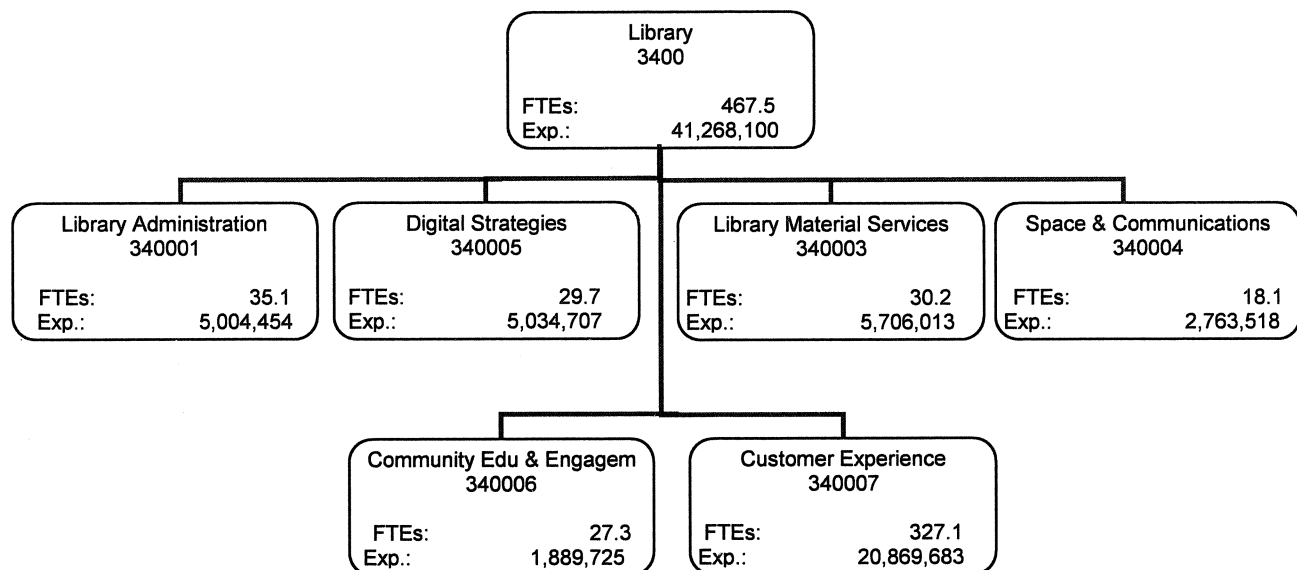 Library
3400
FTEs: 467.5
Exp.: 41,268,100
Library Administration
340001
FTEs: 35.1
Exp.: 5,004,454
Digital Strategies
340005
FTEs: 29.7
Exp.: 5,034,707
Library Material Services
340003
FTEs: 30.2
Exp.: 5,706,013
Space & Communications
340004
FTEs: 18.1
Exp.: 2,763,518
Community Edu & Engagem
340006
FTEs: 27.3
Exp.: 1,889,725
Customer Experience
340007
FTEs: 327.1
Exp.: 20,869,683